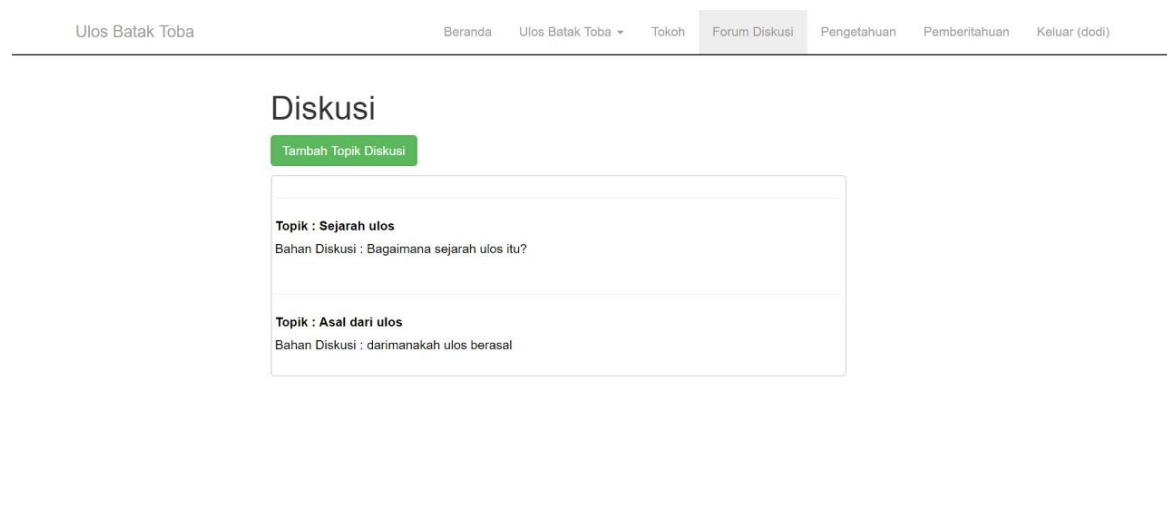 Ulos Batak Toba
Beranda Ulos Batak Toba Tokoh Forum Diskusi Pengetahuan Pemberitahuan Keluar (dodi)
Diskusi
Tambah Topik Diskusi
Topik : Sejarah ulos
Bahan Diskusi : Bagaimana sejarah ulos itu?
Topik : Asal dari ulos
Bahan Diskusi : darimanakah ulos berasal